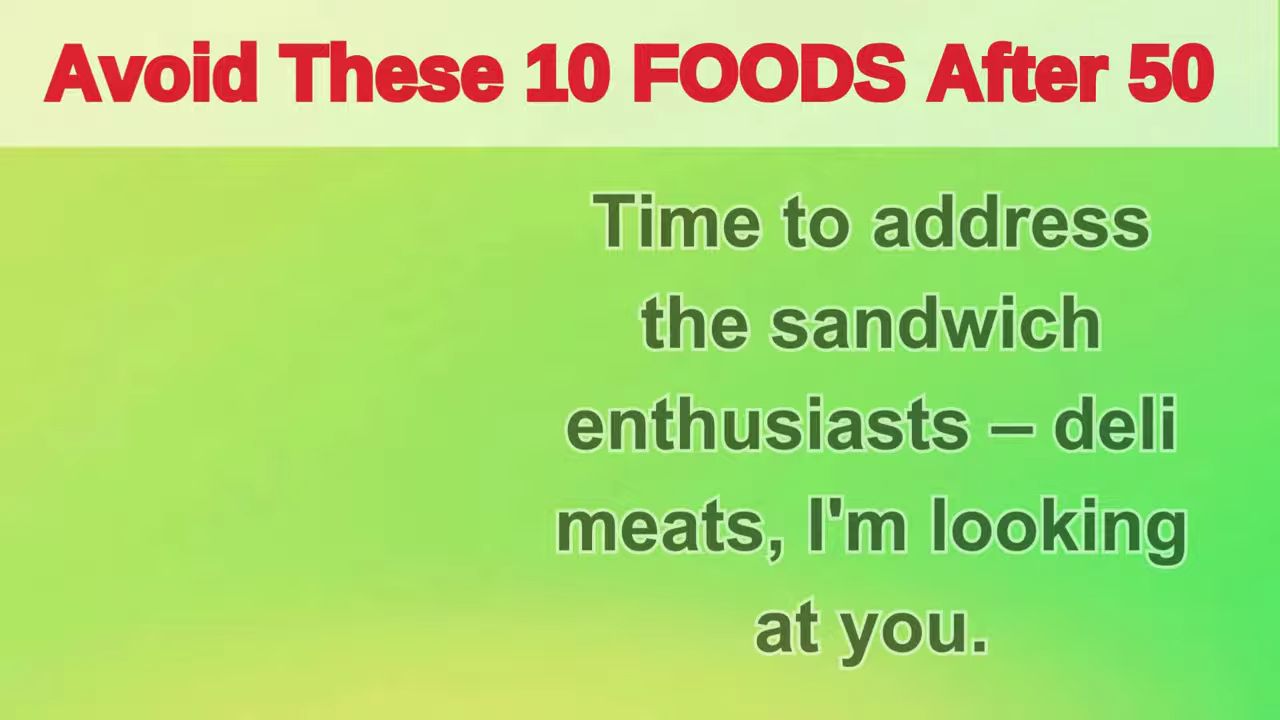 Avoid These 10 FOODS After 50
Time to address
the sandwich
enthusiasts – deli
meats, I'm looking
at you.